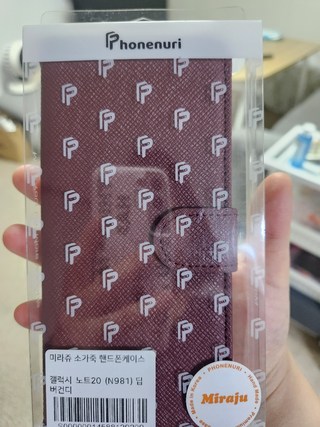 Phonenuri
미라쥬 소가죽 핸드폰케이스
갤럭시 노트20 (N981) 딥
버건디
PHONENURI
Miraju